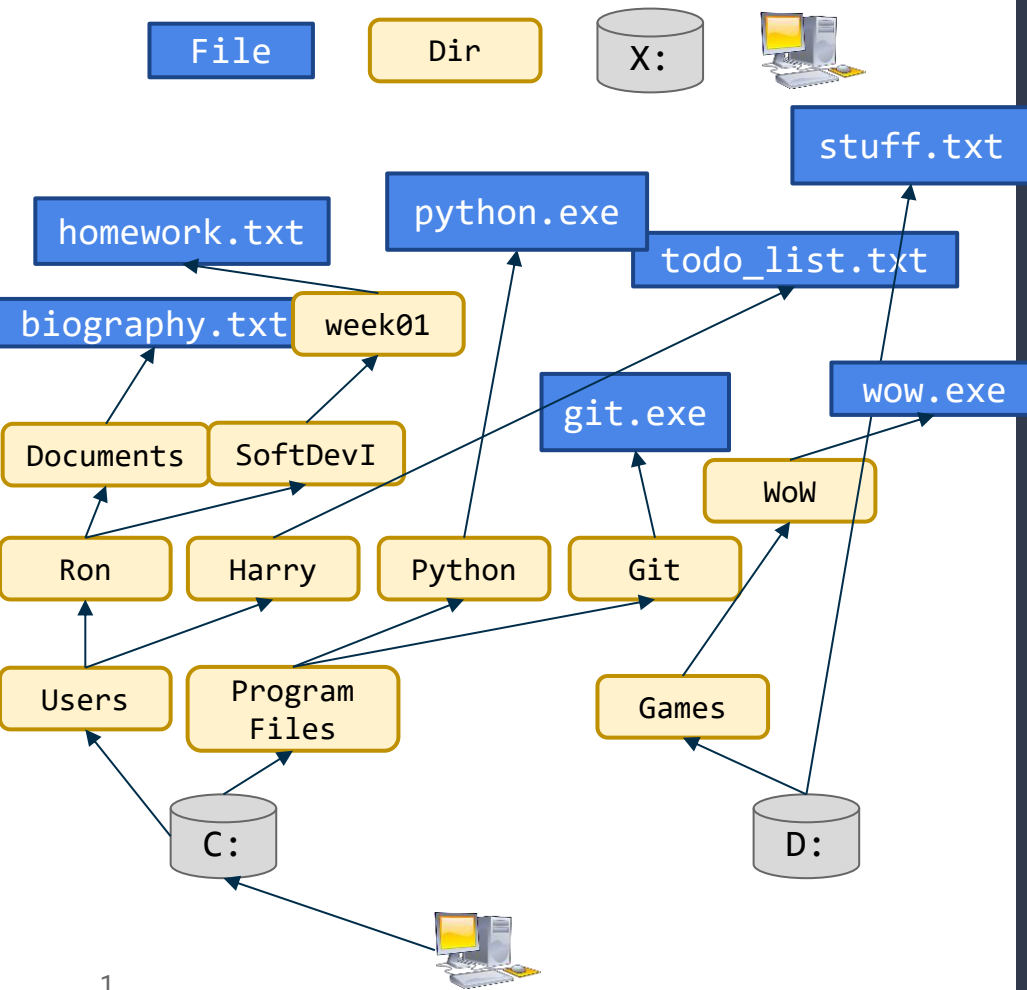 File
Dir
X:
stuff.txt
python.exe
homework.txt
todo_list.txt
biography.txt
week01
wow.exe
git.exe
Documents
SoftDevI
WoW
Ron
Harry
Python
Git
Users
Program
Files
Games
C:
D:
1